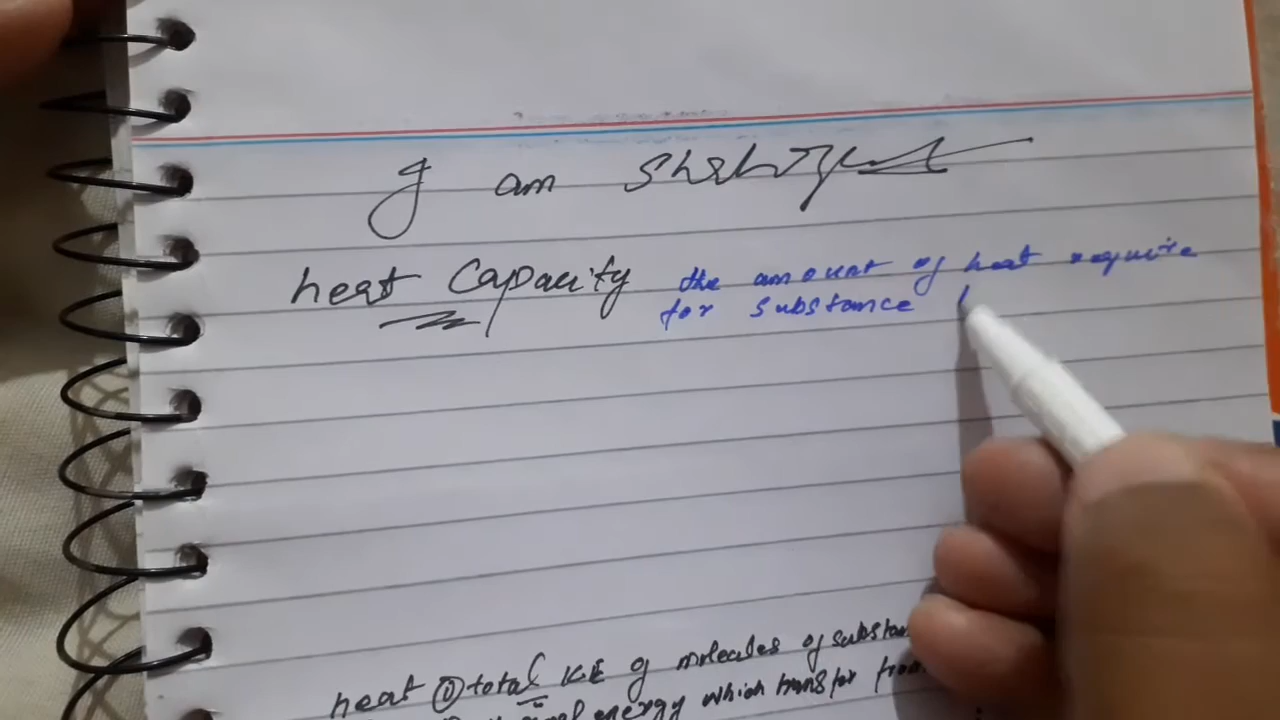 I am
heat Capacity the amount of heat require
for substance
heat ① total KE of molecules of substan
energy which transfer from